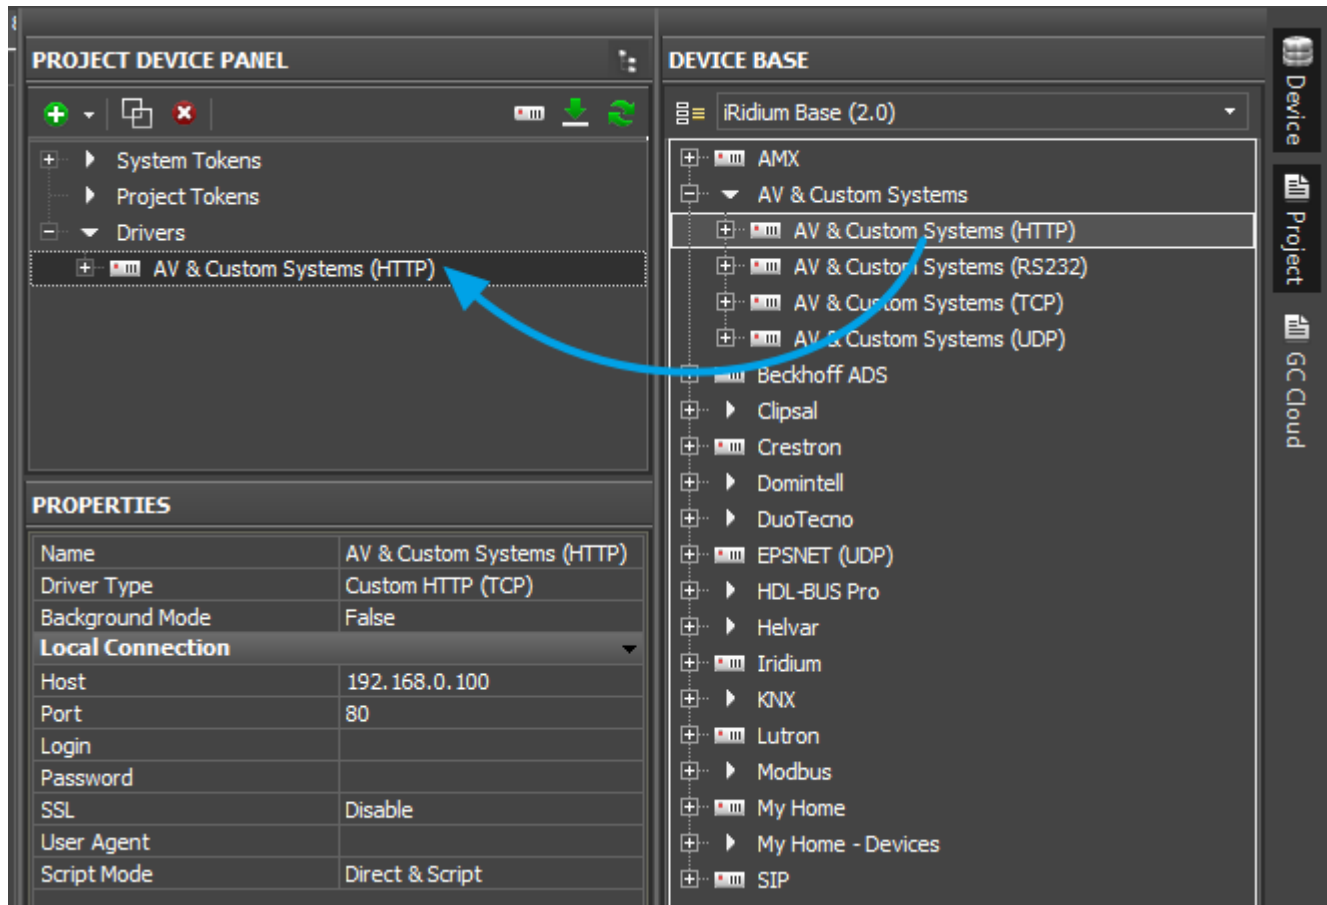 PROJECT DEVICE PANEL
System Tokens
Project Tokens
Drivers
AV & Custom Systems (HTTP)
PROPERTIES
Name AV & Custom Systems (HTTP)
Driver Type Custom HTTP (TCP)
Background Mode False
Local Connection
Host 192.168.0.100
Port 80
Login
Password
SSL Disable
User Agent
Script Mode Direct & Script
DEVICE BASE
iRidium Base (2.0)
AMX
AV & Custom Systems
AV & Custom Systems (HTTP)
AV & Custom Systems (RS232)
AV & Custom Systems (TCP)
AV & Custom Systems (UDP)
Beckhoff ADS
Clipsal
Crestron
Domintell
DuoTecno
EPSNET (UDP)
HDL-BUS Pro
Helvar
Iridium
KNX
Lutron
Modbus
My Home
My Home - Devices
SIP
Device
Project
GC Cloud